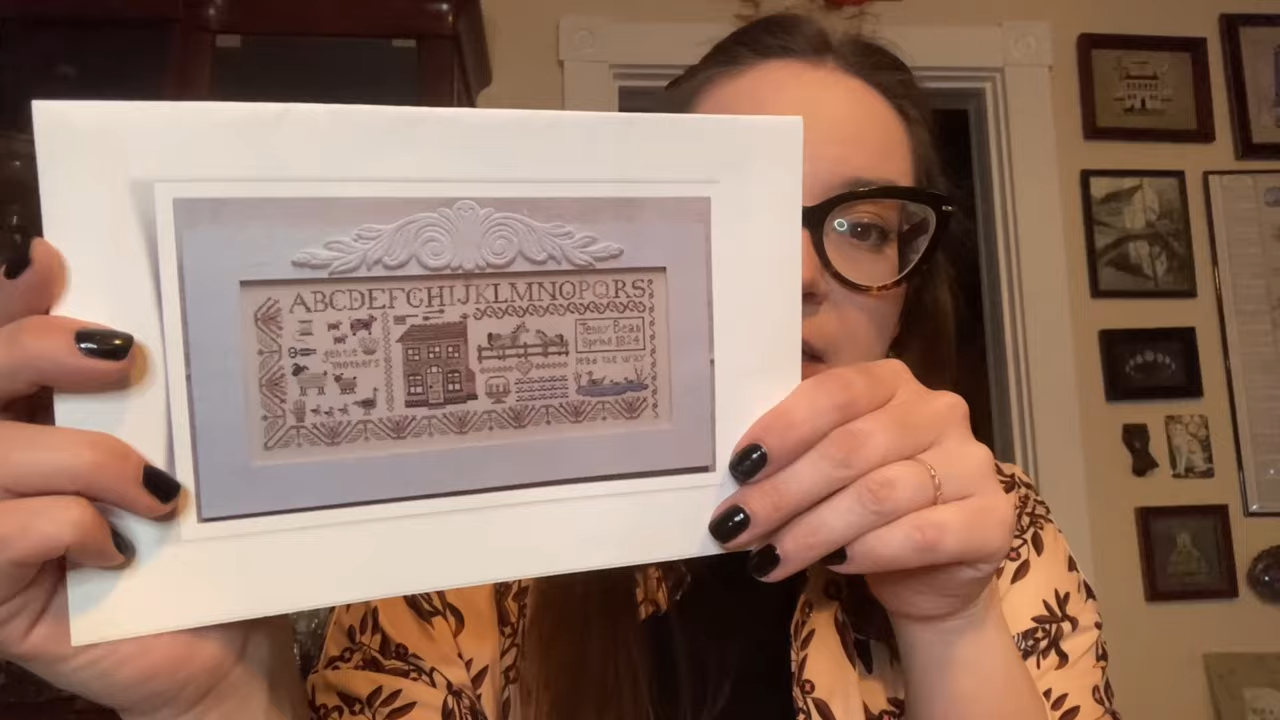 ABCDEFGHIJKLMNOPQRS
gentle
mothers
Jenny Bean
Spring 1824
lead the way